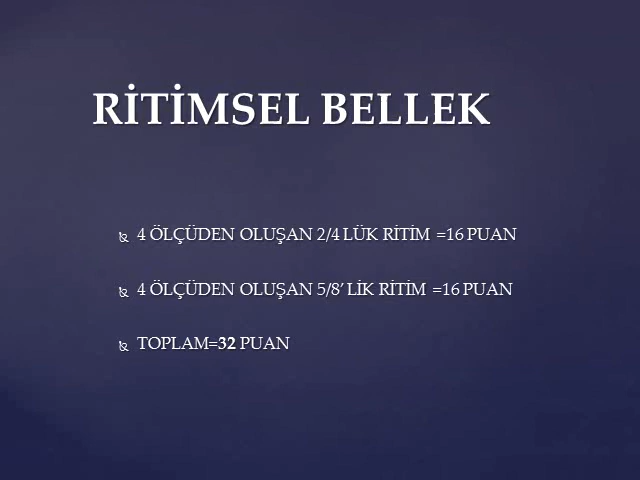 RİTİMSEL BELLEK
4 ÖLÇÜDEN OLUŞAN 2/4 LÜK RİTİM =16 PUAN
4 ÖLÇÜDEN OLUŞAN 5/8' LİK RİTİM =16 PUAN
TOPLAM=32 PUAN